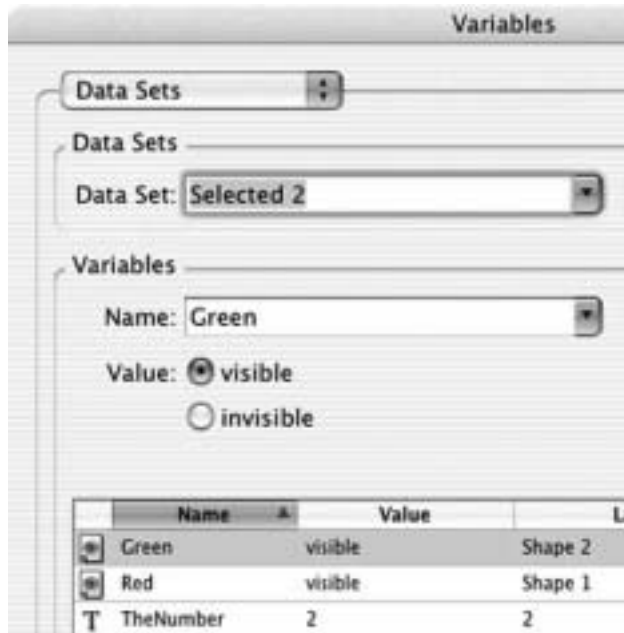 Variables
Data Sets
Data Sets
Data Set: Selected 2
Variables
Name: Green
Value: visible
invisible
Name Value L
Green visible Shape 2
Red visible Shape 1
T TheNumber 2 2